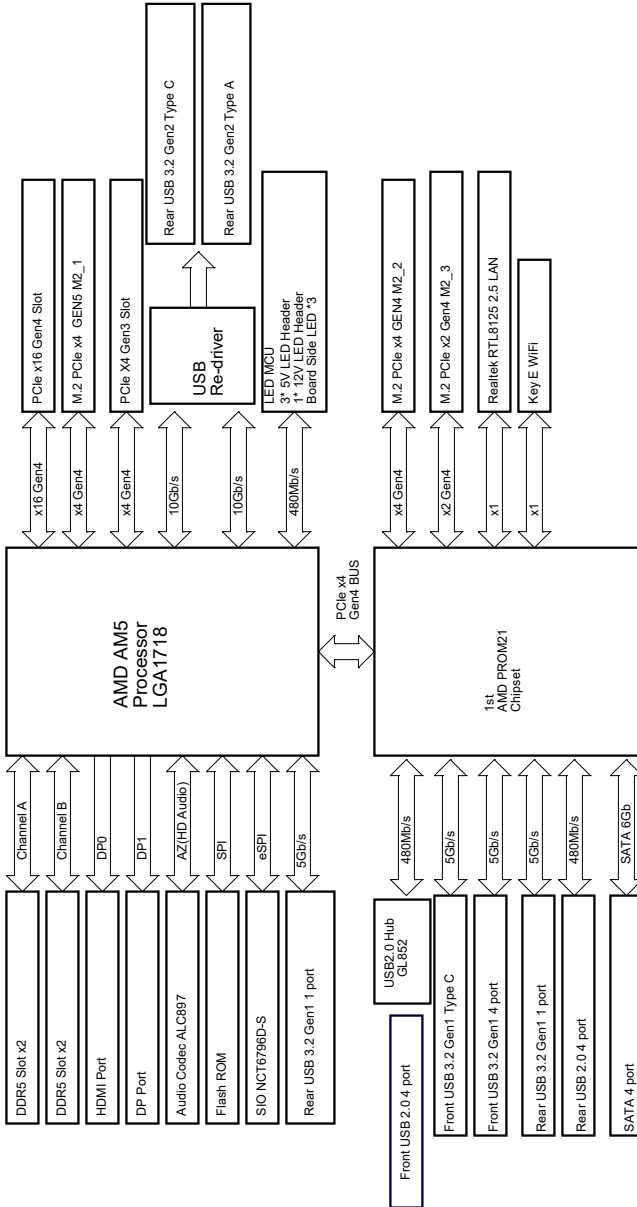 PCIe x16 Gen4 Slot
M.2 PCIe x4  GEN5 M2_1
PCIe X4 Gen3 Slot
Rear USB 3.2 Gen2 Type C
Rear USB 3.2 Gen2 Type A
USB
Re-driver
LED MCU
3* 5V LED Header
1* 12V LED Header
Board Side LED *3
M.2 PCIe x4 GEN4 M2_2
M.2 PCIe x2 GEN4 M2_3
Realtek RTL8125 2.5 LAN
Key E WiFi
x16 Gen4
x4 Gen4
x4 Gen4
10Gb/s
10Gb/s
480Mb/s
x4 Gen4
x2 Gen4
x1
x1
AMD AM5
Processor
LGA1718
PCIe x4
Gen4 BUS
1st
AMD PROM21
Chipset
Channel A
Channel B
DP0
DP1
AZ(HD Audio)
SPI
eSPI
5Gb/s
480Mb/s
5Gb/s
5Gb/s
5Gb/s
480Mb/s
SATA 6Gb
DDR5 Slot x2
DDR5 Slot x2
HDMI Port
DP Port
Audio Codec ALC897
Flash ROM
SIO NCT6796D-S
Rear USB 3.2 Gen1 1 port
USB2.0 Hub
GL852
Front USB 2.0 4 port
Front USB 3.2 Gen1 Type C
Front USB 3.2 Gen1 4 port
Rear USB 3.2 Gen1 1 port
Rear USB 2.0 4 port
SATA 4 port